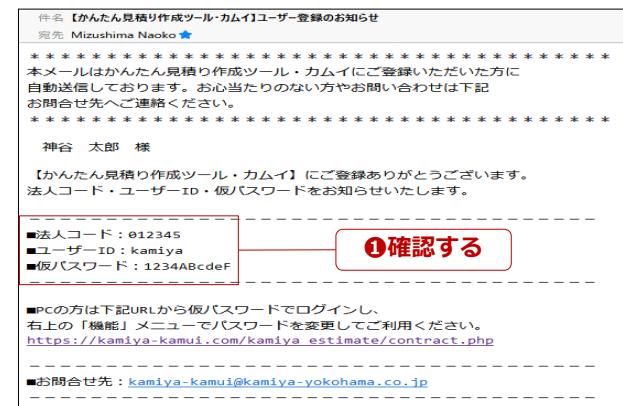 件名 【かんたん見積り作成ツール・カムイ】ユーザー登録のお知らせ
宛先 Mizushima Naoko★
＊＊＊＊＊＊＊＊＊＊＊＊＊＊＊＊＊＊＊＊＊＊＊＊＊＊＊＊＊＊＊＊＊＊＊＊＊＊
本メールはかんたん見積り作成ツール・カムイにご登録いただいた方に
自動送信しております。お心当たりのない方やお問い合わせは下記
お問合せ先へご連絡ください。
＊＊＊＊＊＊＊＊＊＊＊＊＊＊＊＊＊＊＊＊＊＊＊＊＊＊＊＊＊＊＊＊＊＊＊＊＊＊
神谷 太郎 様
【かんたん見積り作成ツール・カムイ】にご登録ありがとうございます。
法人コード・ユーザーID・仮パスワードをお知らせいたします。
■法人コード：012345
■ユーザーID：kamiya
■仮パスワード：1234ABcdeF
❶確認する
■PCの方は下記URLから仮パスワードでログインし、
右上の「機能」メニューでパスワードを変更してご利用ください。
https://kamiya-kamui.com/kamiya_estimate/contract.php
■お問合せ先：kamiya-kamui@kamiya-yokohama.co.jp